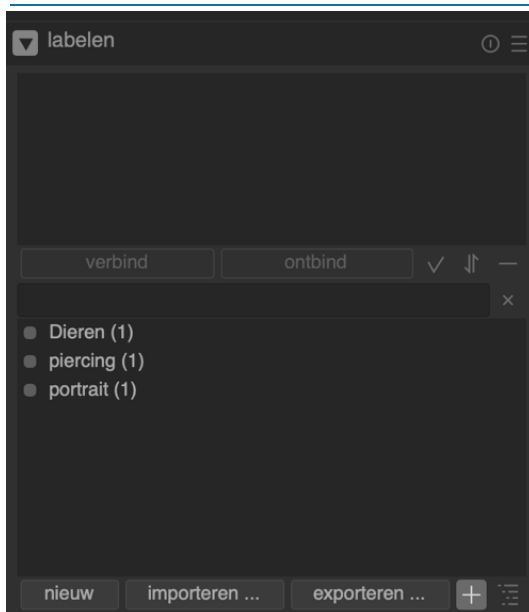 labelen
verbind ontbind
Dieren (1)
piercing (1)
portrait (1)
nieuw importeren ... exporteren ...